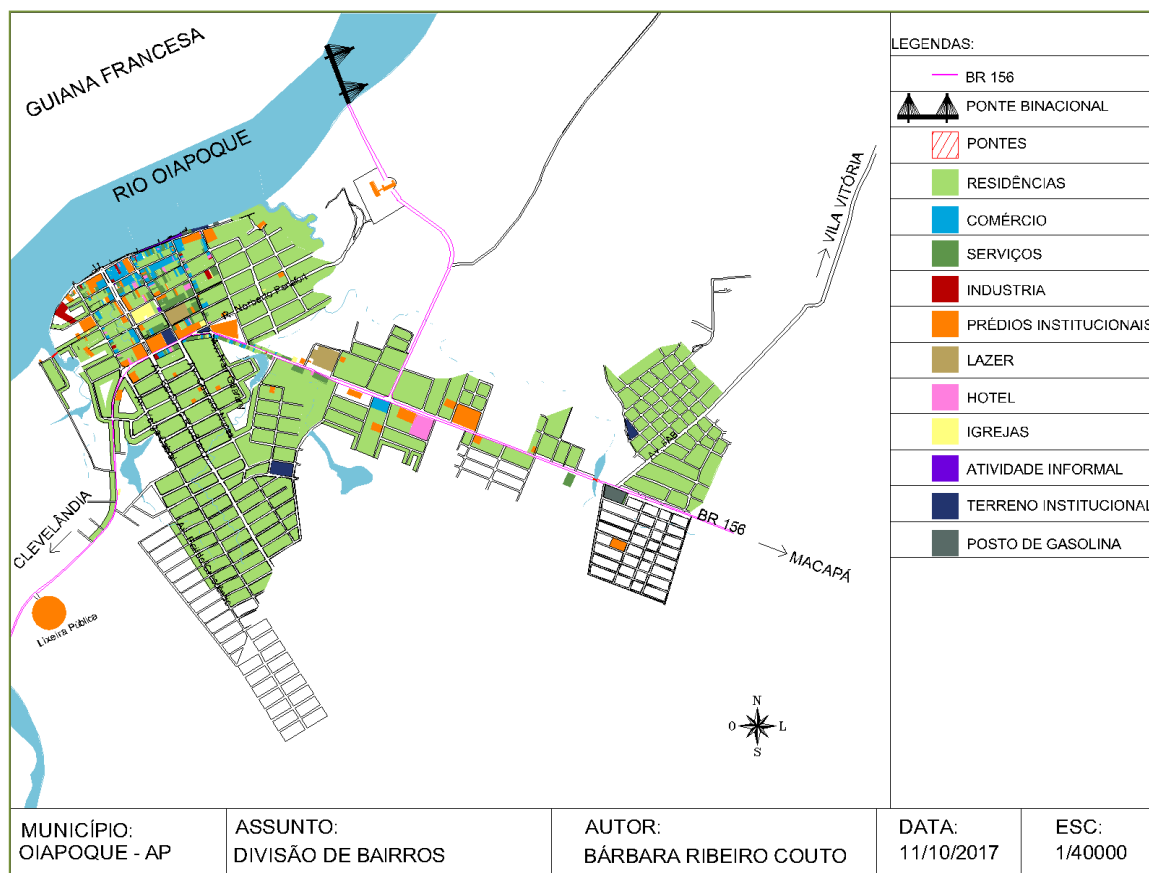 GUIANA FRANCESA
RIO OIAPOQUE
VILA VITÓRIA
BR 156
MACAPÁ
CLEVELÂNDIA
Lixeira Pública
N
O
L
S
LEGENDAS:
BR 156
PONTE BINACIONAL
PONTES
RESIDÊNCIAS
COMÉRCIO
SERVIÇOS
INDUSTRIA
PRÉDIOS INSTITUCIONAIS
LAZER
HOTEL
IGREJAS
ATIVIDADE INFORMAL
TERRENO INSTITUCIONAL
POSTO DE GASOLINA
MUNICÍPIO:
OIAPOQUE - AP
ASSUNTO:
DIVISÃO DE BAIRROS
AUTOR:
BÁRBARA RIBEIRO COUTO
DATA:
11/10/2017
ESC:
1/40000